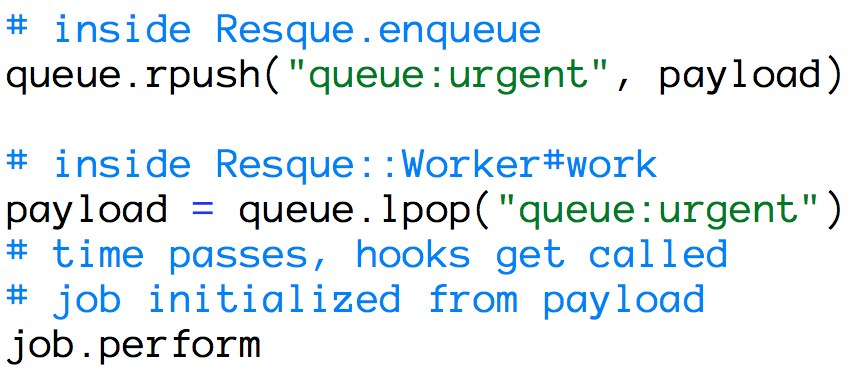 # inside Resque.enqueue
queue.rpush("queue:urgent", payload)
# inside Resque::Worker#work
payload = queue.lpop("queue:urgent")
# time passes, hooks get called
# job initialized from payload
job.perform